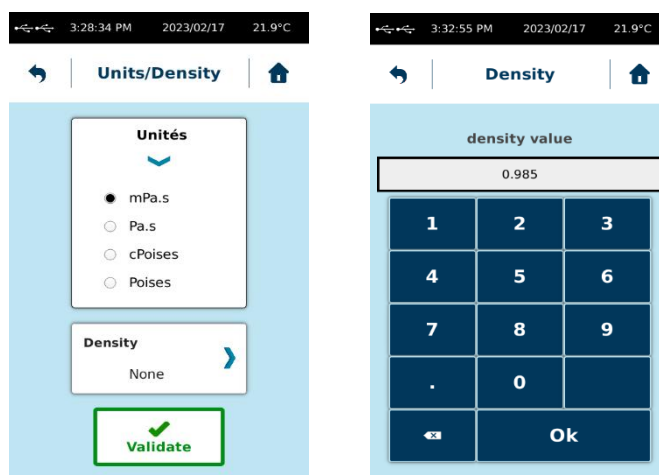 3:28:34 PM 2023/02/17 21.9°C
Units/Density
Unités
mPa.s
Pa.s
cPoises
Poises
Density
None
Validate
3:32:55 PM 2023/02/17 21.9°C
Density
density value
0.985
1 2 3
4 5 6
7 8 9
. 0
Ok